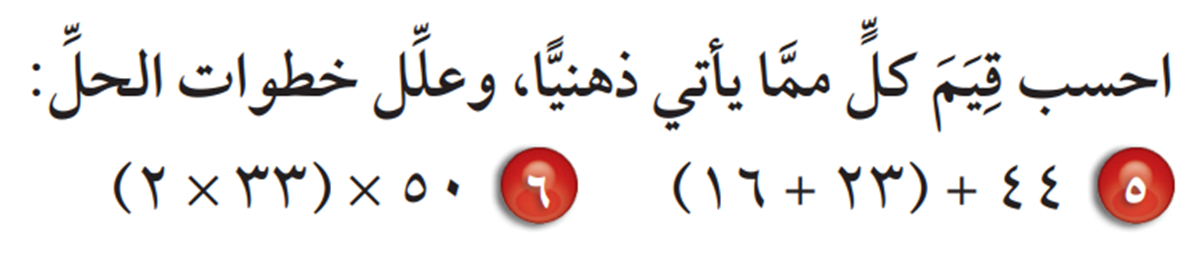 احسب قِيَمَ كلٍّ ممَّا يأتي ذهنيًّا، وعلِّل خطوات الحلِّ:
٥ ٤٤ + (٢٣ + ١٦) ٦ ٥٠ × (٣٣ × ٢)